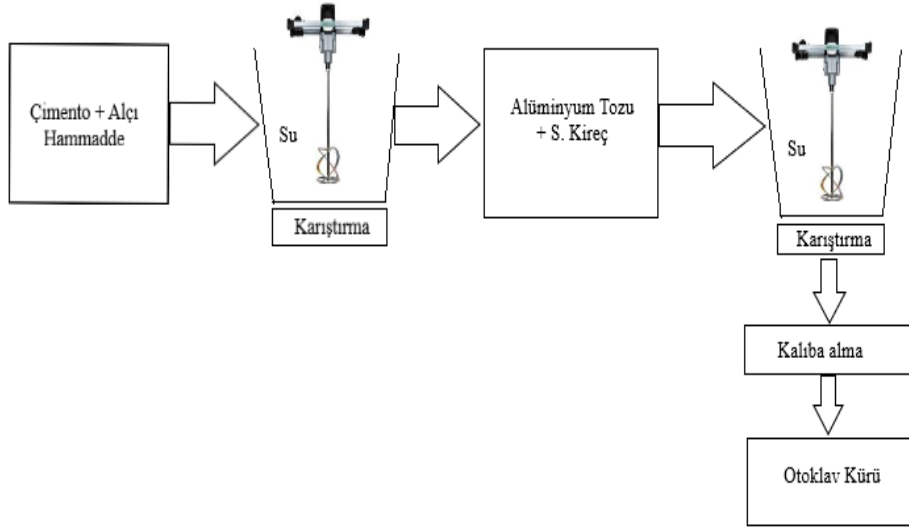 Çimento + Alçı
Hammadde
Su
Karıştırma
Alüminyum Tozu
+ S. Kireç
Su
Karıştırma
Kalıba alma
Otoklav Kürü